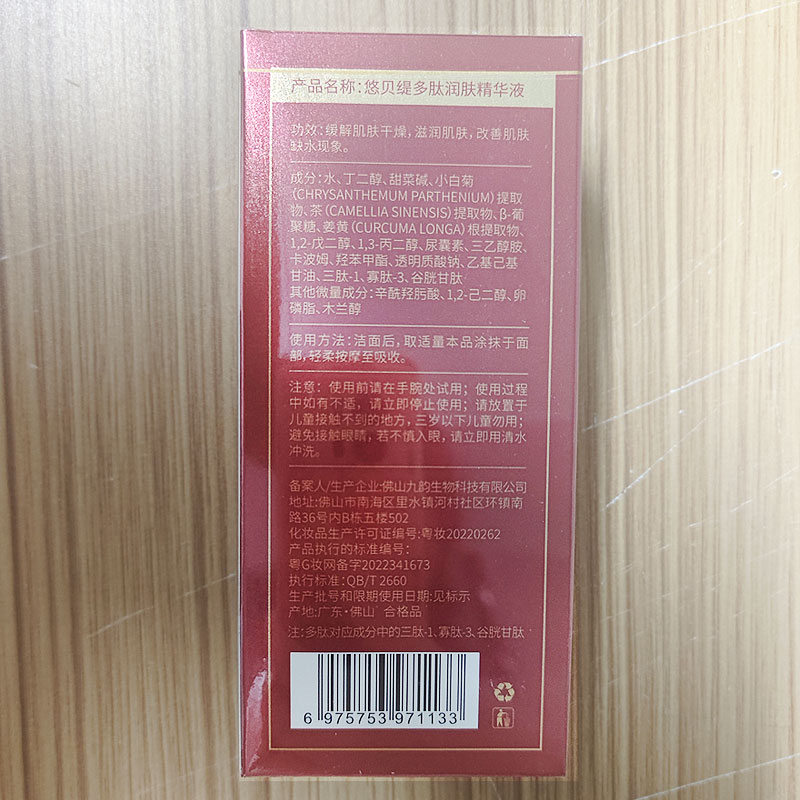 产品名称:悠贝缇多肽润肤精华液
功效:缓解肌肤干燥,滋润肌肤,改善肌肤
缺水现象。
成分:水、丁二醇、甜菜碱、小白菊
(CHRYSANTHEMUM PARTHENIUM)提取
物、茶(CAMELLIA SINENSIS)提取物、β-葡
聚糖、姜黄(CURCUMA LONGA)根提取物、
1,2-戊二醇、1,3-丙二醇、尿囊素、三乙醇胺、
卡波姆、羟苯甲酯、透明质酸钠、乙基己基
甘油、三肽-1、寡肽-3、谷胱甘肽
其他微量成分:辛酰羟肟酸、1,2-己二醇、卵
磷脂、木兰醇
使用方法:洁面后,取适量本品涂抹于面
部,轻柔按摩至吸收。
注意:使用前请在手腕处试用;使用过程
中如有不适,请立即停止使用;请放置于
儿童接触不到的地方,三岁以下儿童勿用;
避免接触眼睛,若不慎入眼,请立即用清水
冲洗。
备案人/生产企业:佛山九韵生物科技有限公司
地址:佛山市南海区里水镇河村社区环镇南
路36号内B栋五楼502
化妆品生产许可证编号:粤妆20220262
产品执行的标准编号:
粤G妆网备字2022341673
执行标准:QB/T 2660
生产批号和限期使用日期:见标示
产地:广东·佛山 合格品
注:多肽对应成分中的三肽-1、寡肽-3、谷胱甘肽
6 975753 971133